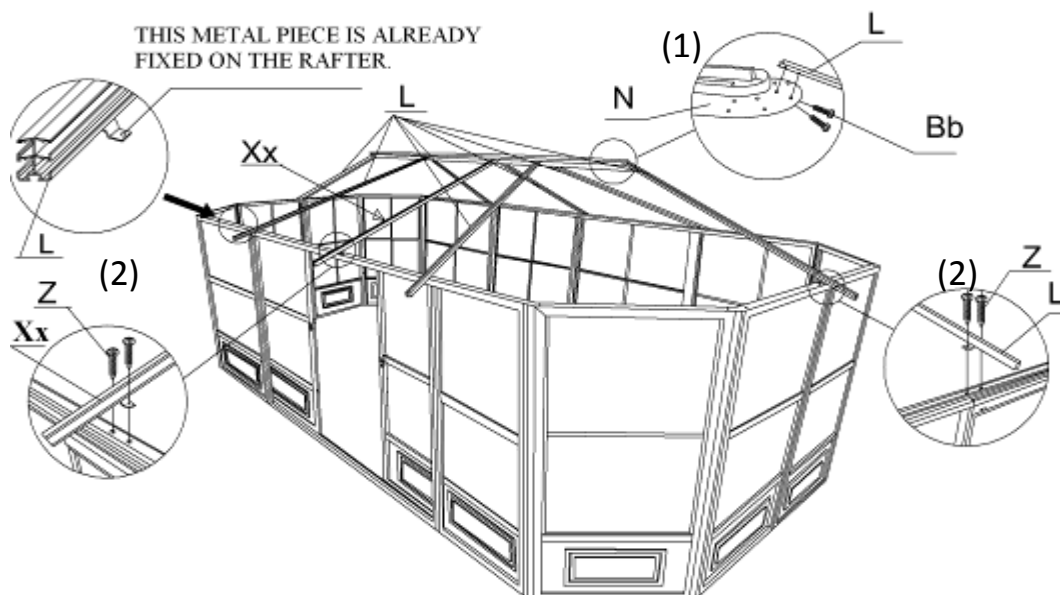 THIS METAL PIECE IS ALREADY
FIXED ON THE RAFTER.
(1)
L
N
Bb
L
Xx
L
(2)
Z
Xx
(2)
Z
L